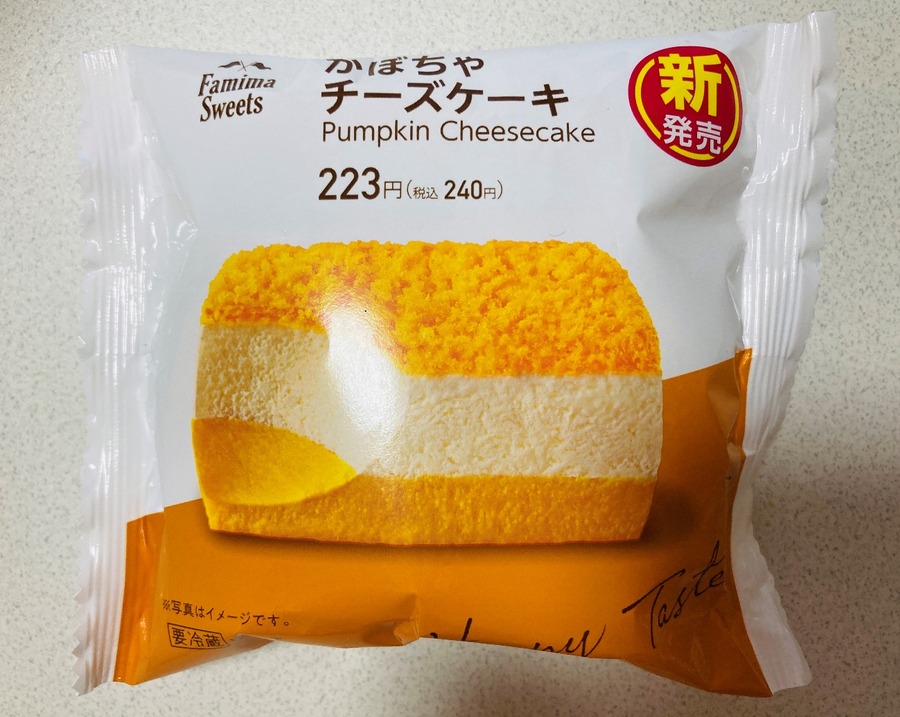 Famima
Sweets
かぼちゃ
チーズケーキ
Pumpkin Cheesecake
223円(税込 240円)
新
発売
※写真はイメージです。
要冷蔵
Taste